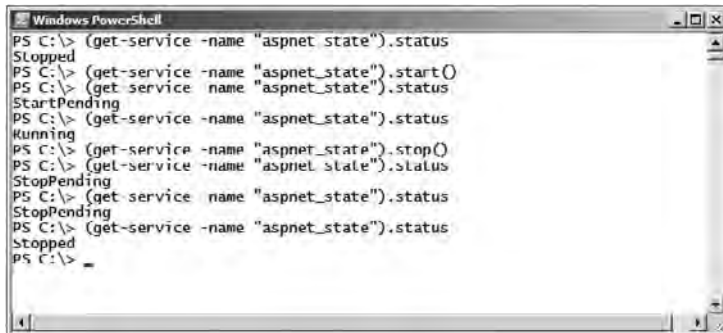 Windows PowerShell
PS C:\> (get-service -name "aspnet_state").status
Stopped
PS C:\> (get-service -name "aspnet_state").start()
PS C:\> (get-service -name "aspnet_state").status
StartPending
PS C:\> (get-service -name "aspnet_state").status
Running
PS C:\> (get-service -name "aspnet_state").stop()
PS C:\> (get-service -name "aspnet_state").status
StopPending
PS C:\> (get-service -name "aspnet_state").status
StopPending
PS C:\> (get-service -name "aspnet_state").status
Stopped
PS C:\> _